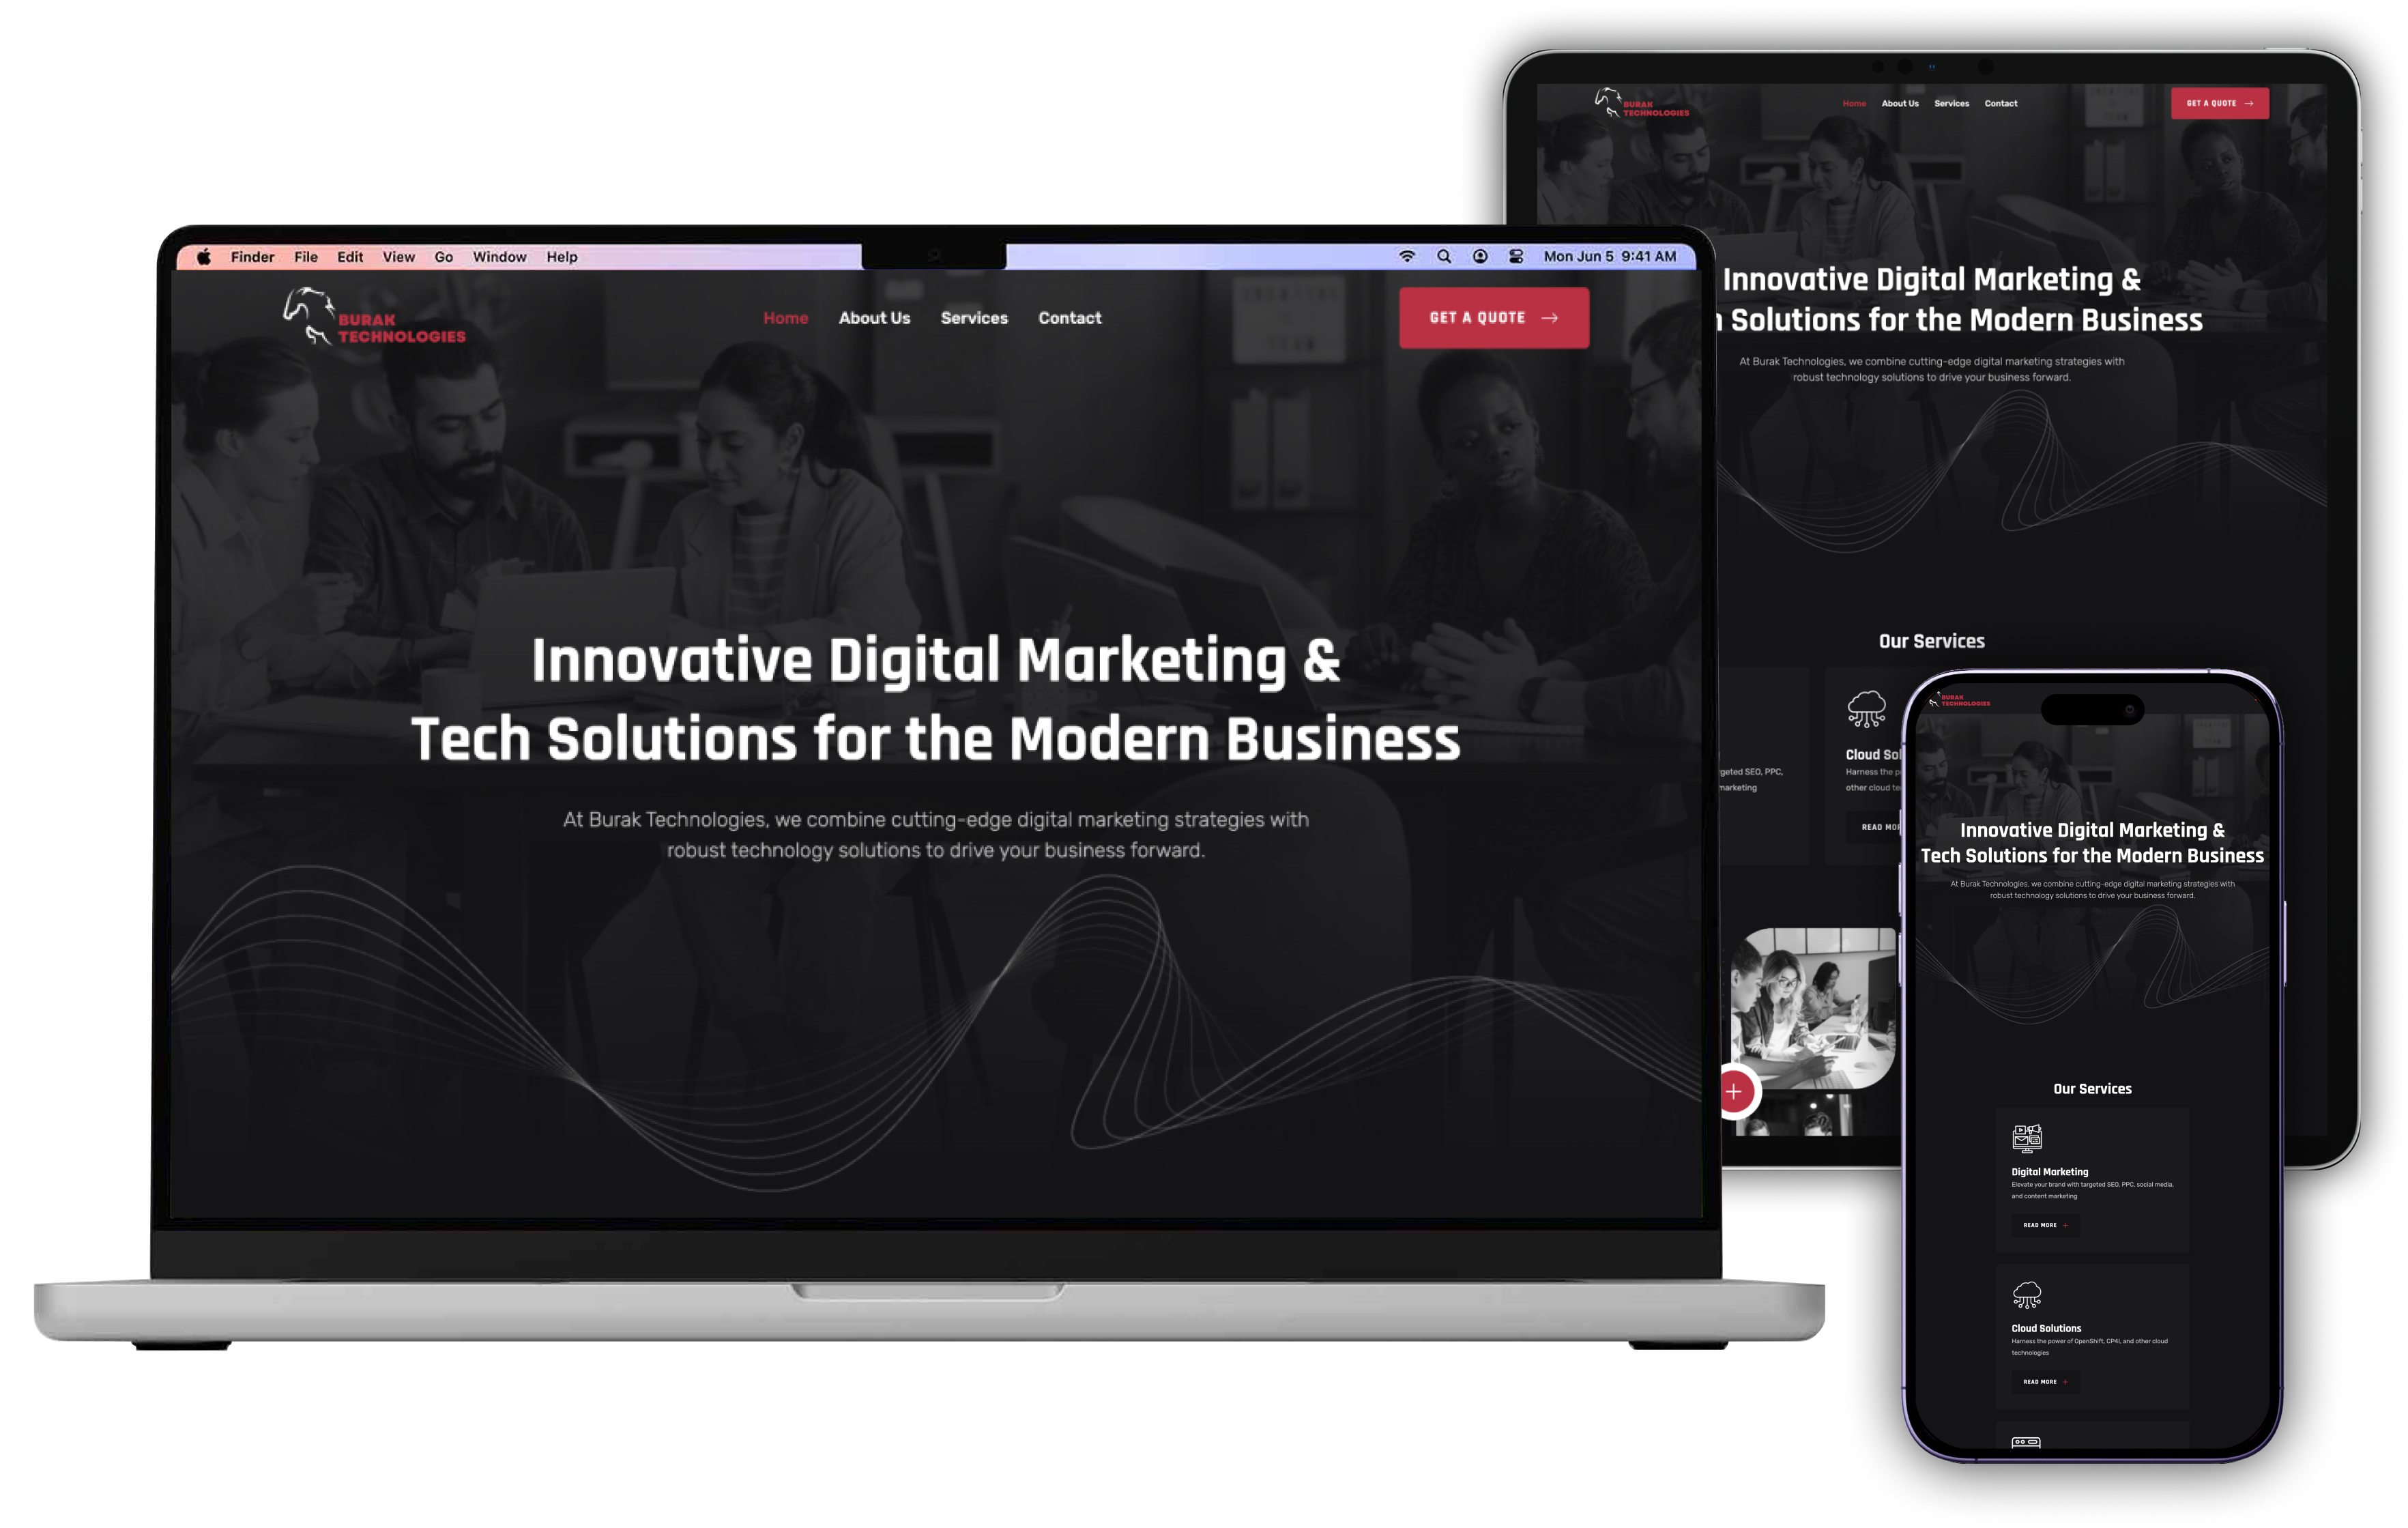 Finder File Edit View Go Window Help
Mon Jun 5 9:41 AM
BURAK
TECHNOLOGIES
Home About Us Services Contact
GET A QUOTE
Innovative Digital Marketing &
Tech Solutions for the Modern Business
At Burak Technologies, we combine cutting-edge digital marketing strategies with
robust technology solutions to drive your business forward.
BURAK
TECHNOLOGIES
Home About Us Services Contact
GET A QUOTE
Innovative Digital Marketing &
Solutions for the Modern Business
At Burak Technologies, we combine cutting-edge digital marketing strategies with
robust technology solutions to drive your business forward.
Our Services
geted SEO, PPC,
marketing
Cloud Sol
Harness the p
other cloud te
READ MOR
BURAK
TECHNOLOGIES
Innovative Digital Marketing &
Tech Solutions for the Modern Business
At Burak Technologies, we combine cutting-edge digital marketing strategies with
robust technology solutions to drive your business forward.
Our Services
Digital Marketing
Elevate your brand with targeted SEO, PPC, social media,
and content marketing
READ MORE +
Cloud Solutions
Harness the power of OpenShift, CP4I, and other cloud
technologies
READ MORE +